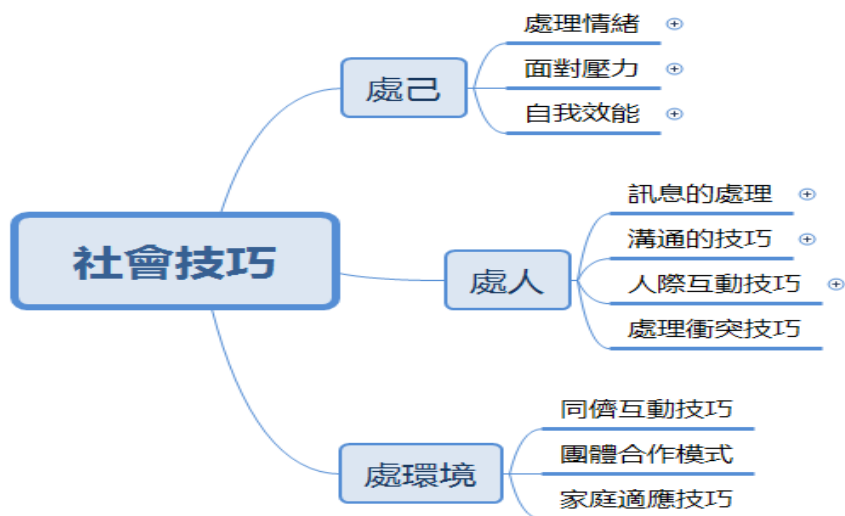 社會技巧
處己
處理情緒
面對壓力
自我效能
處人
訊息的處理
溝通的技巧
人際互動技巧
處理衝突技巧
處環境
同儕互動技巧
團體合作模式
家庭適應技巧